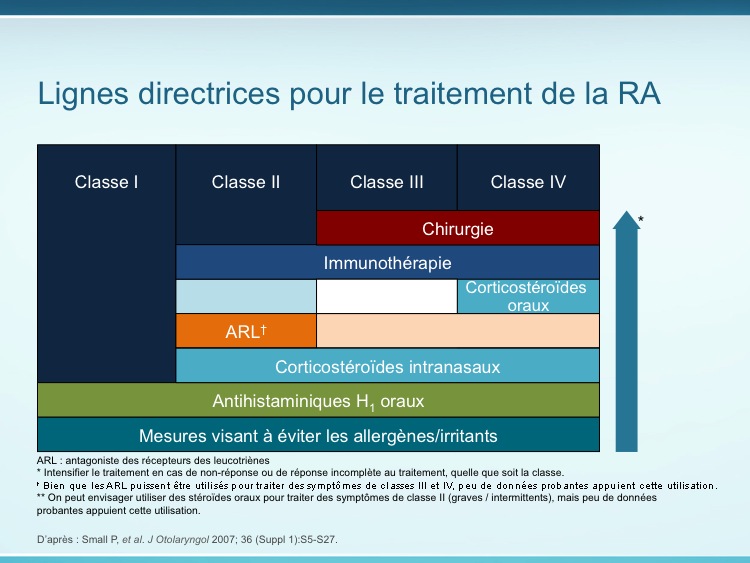 Lignes directrices pour le traitement de la RA
Classe I
Classe II
Classe III
Classe IV
Chirurgie
*
Immunothérapie
Corticostéroïdes
oraux
ARL†
Corticostéroïdes intranasaux
Antihistaminiques H1 oraux
Mesures visant à éviter les allergènes/irritants
ARL : antagoniste des récepteurs des leucotriènes
* Intensifier le traitement en cas de non-réponse ou de réponse incomplète au traitement, quelle que soit la classe.
† Bien que les ARL puissent être utilisés pour traiter des symptômes de classes III et IV, peu de données probantes appuient cette utilisation.
** On peut envisager utiliser des stéroïdes oraux pour traiter des symptômes de classe II (graves / intermittents), mais peu de données
probantes appuient cette utilisation.
D’après : Small P, et al. J Otolaryngol 2007; 36 (Suppl 1):S5-S27.